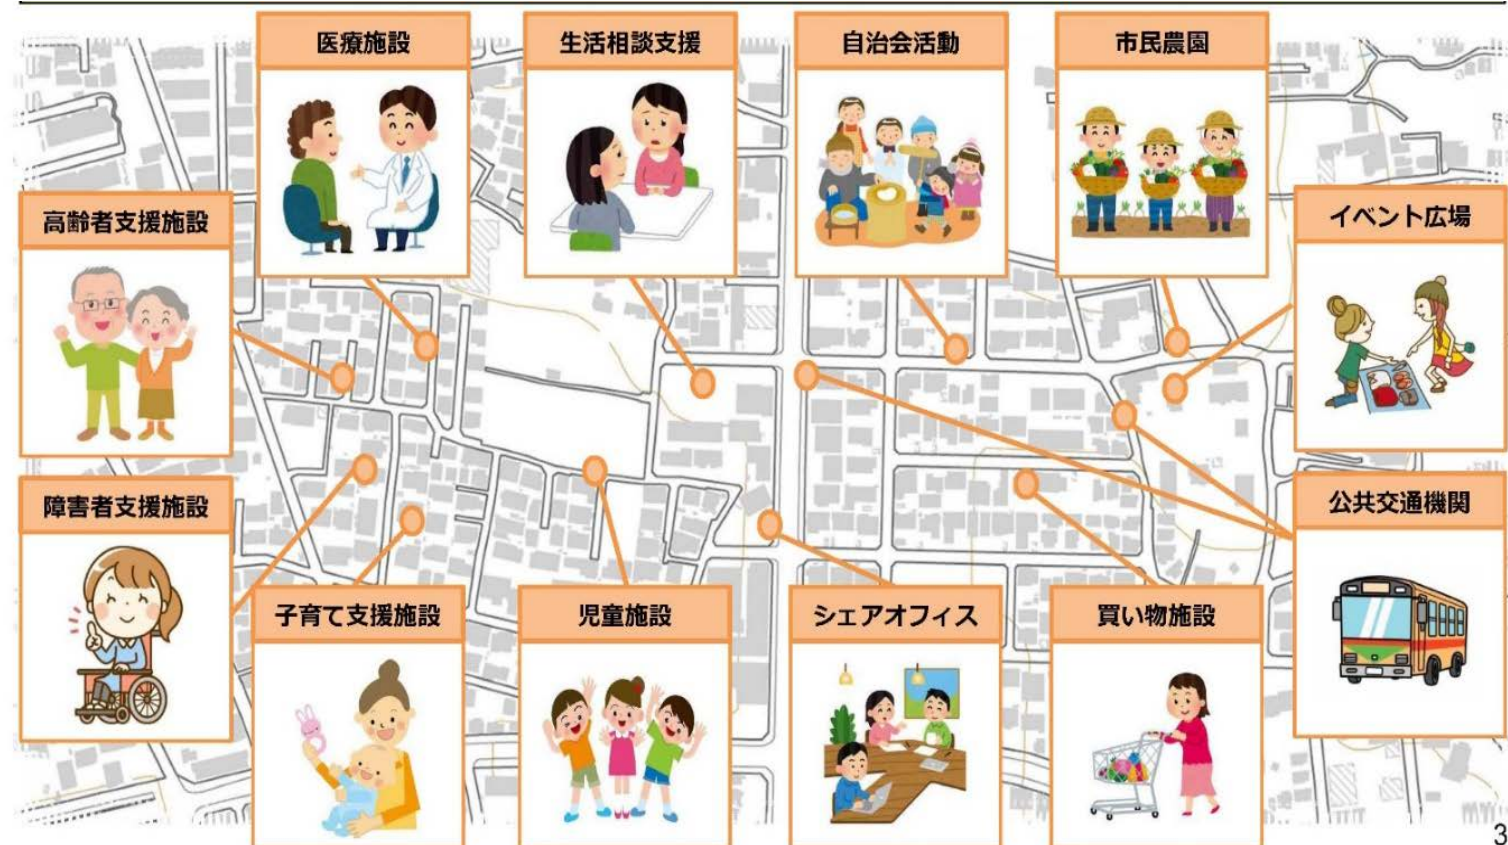 医療施設
生活相談支援
自治会活動
市民農園
高齢者支援施設
イベント広場
障害者支援施設
公共交通機関
子育て支援施設
児童施設
シェアオフィス
買い物施設
3